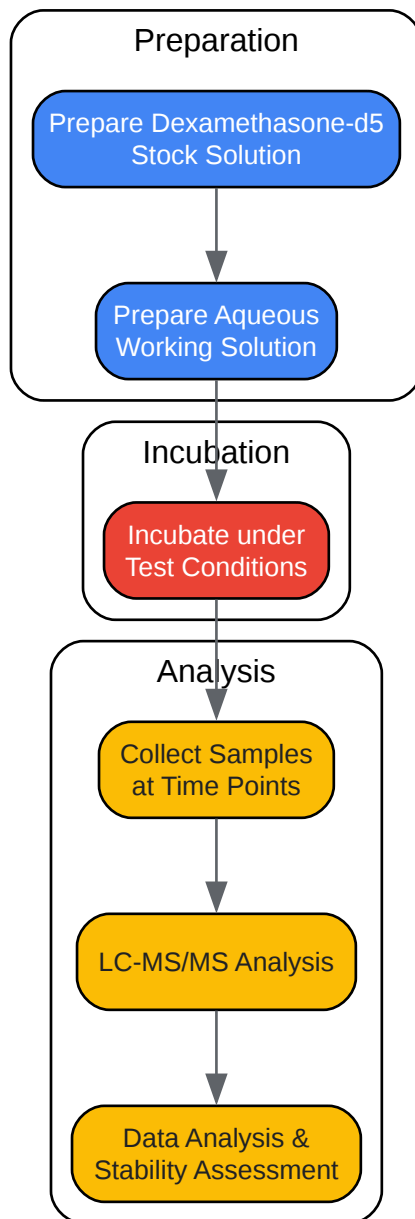 Preparation
Prepare Dexamethasone-d5
Stock Solution
Prepare Aqueous
Working Solution
Incubation
Incubate under
Test Conditions
Analysis
Collect Samples
at Time Points
LC-MS/MS Analysis
Data Analysis &
Stability Assessment